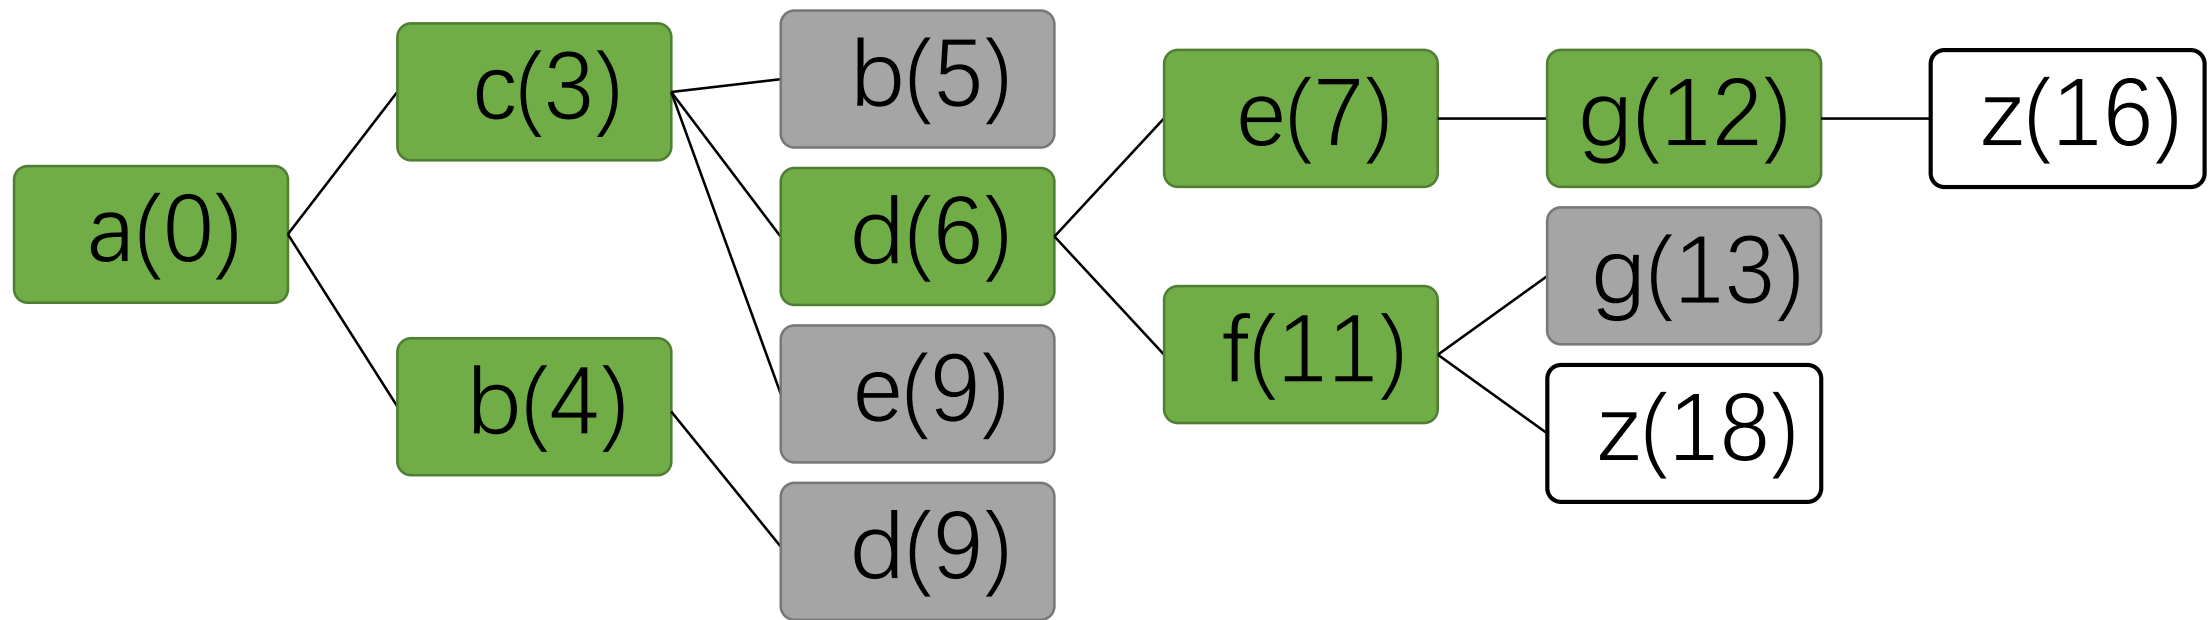 a(0)
c(3)
b(4)
b(5)
d(6)
e(9)
d(9)
e(7)
f(11)
g(12)
g(13)
z(18)
z(16)